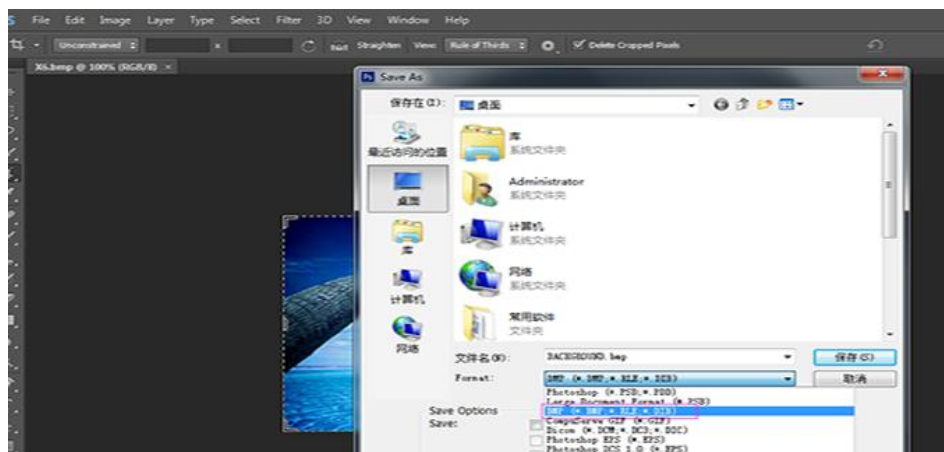 File Edit Image Layer Type Select Filter 3D View Window Help
Unconstrained x Straighten View: Rule of Thirds Delete Cropped Pixels
X6.bmp @ 100% (RGB/8) ×
Save As
保存在(I): 桌面
最近访问的位置
桌面
库
计算机
网络
库
系统文件夹
Administrator
系统文件夹
计算机
系统文件夹
网络
系统文件夹
常用软件
文件夹
文件名(N): BACKGROUND.bmp 保存(S)
Format: BMP (*.BMP;*.RLE;*.DIB) 取消
Photoshop (*.PSD;*.PDD)
Large Document Format (*.PSB)
BMP (*.BMP;*.RLE;*.DIB)
CompuServe GIF (*.GIF)
Dicom (*.DCM;*.DC3;*.DIC)
Photoshop EPS (*.EPS)
Photoshop DCS 1.0 (*.EPS)
Save Options
Save: